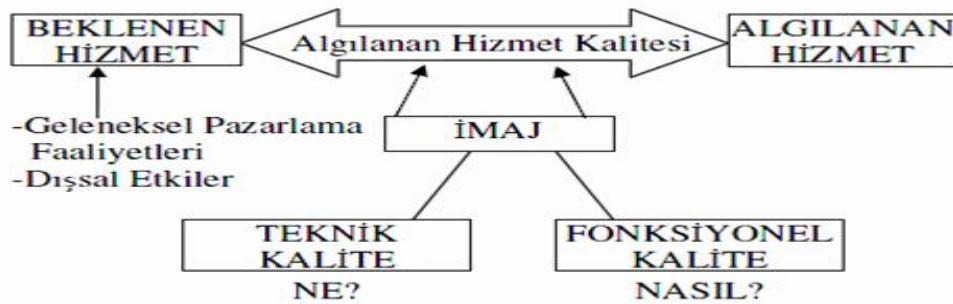 BEKLENEN
HİZMET
Algılanan Hizmet Kalitesi
ALGILANAN
HİZMET
-Geleneksel Pazarlama
Faaliyetleri
-Dışsal Etkiler
İMAJ
TEKNİK
KALİTE
NE?
FONKSİYONEL
KALİTE
NASIL?